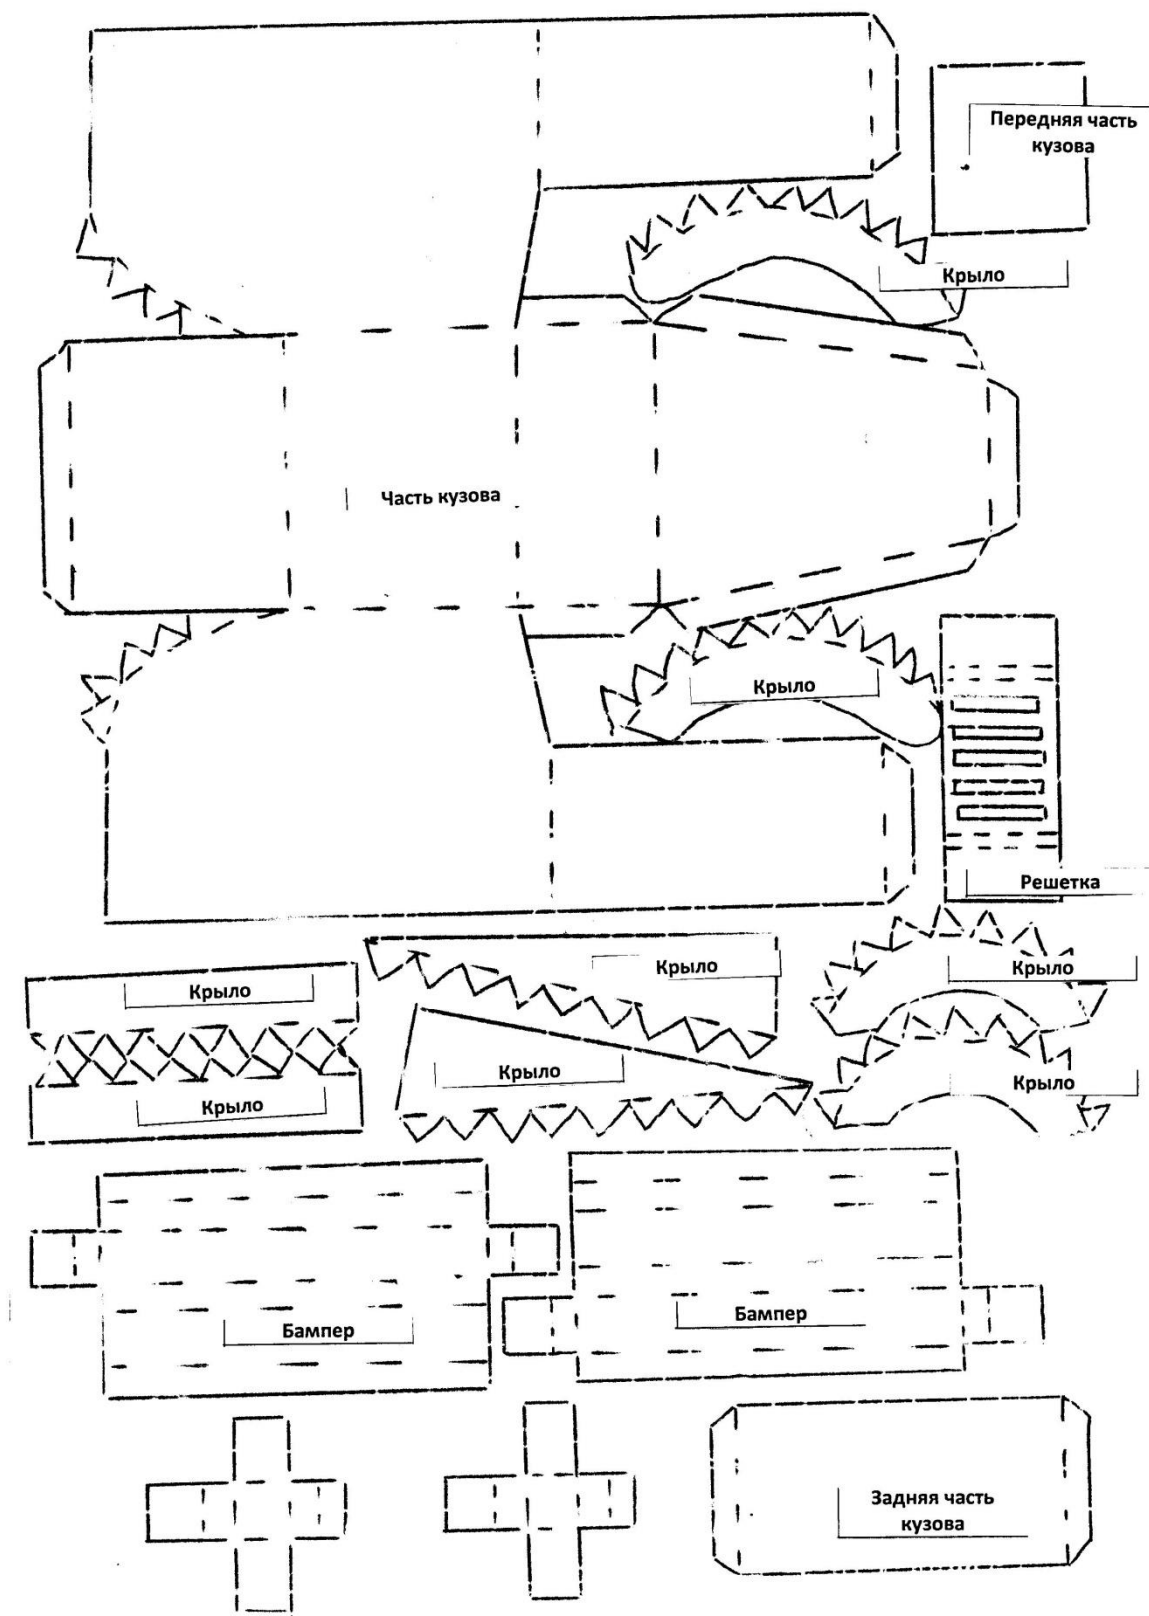 Передняя часть
кузова
Крыло
Часть кузова
Крыло
Решетка
Крыло
Крыло
Крыло
Крыло
Крыло
Крыло
Бампер
Бампер
Задняя часть
кузова